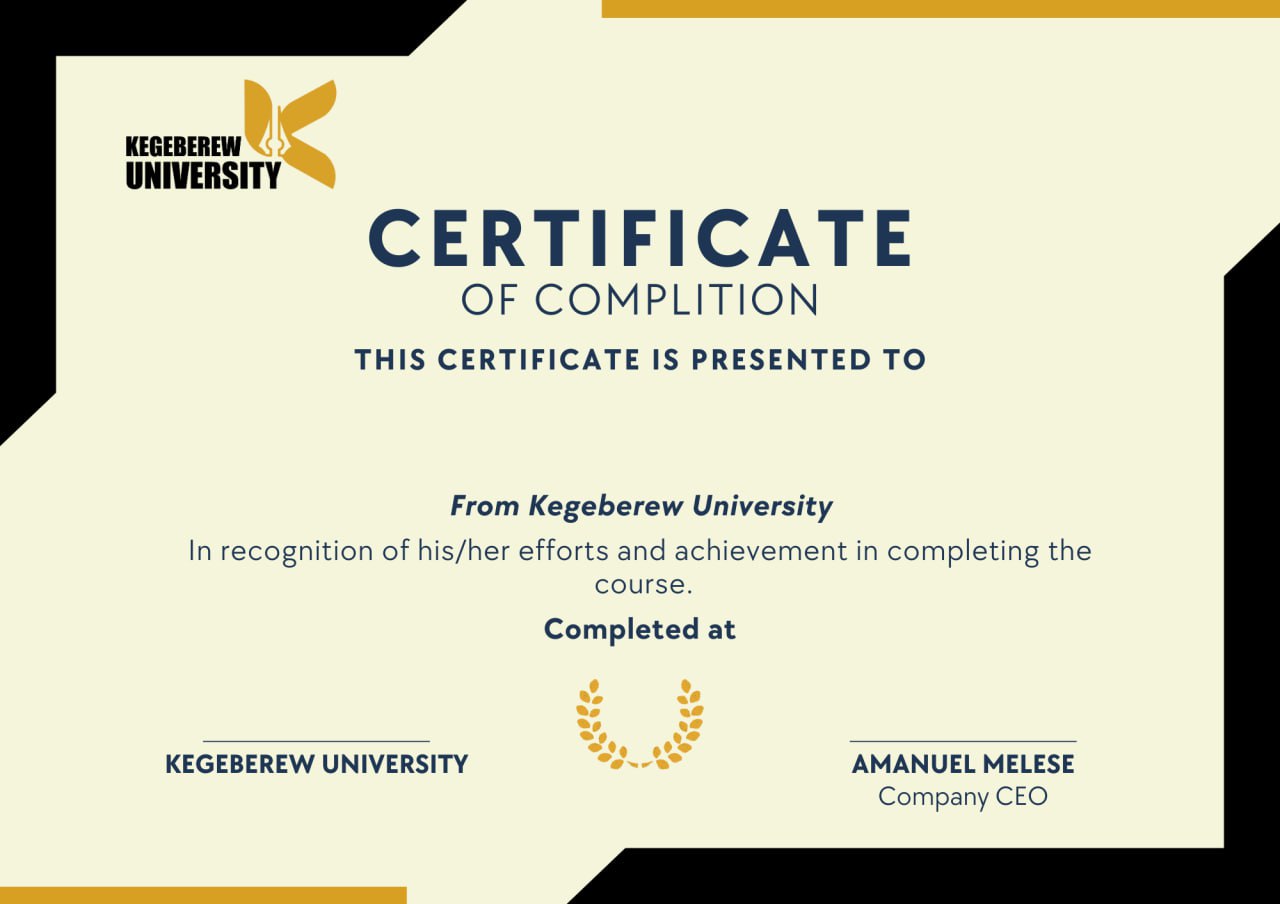 KEGEBEREW
UNIVERSITY
CERTIFICATE
OF COMPLITION
THIS CERTIFICATE IS PRESENTED TO
From Kegeberew University
In recognition of his/her efforts and achievement in completing the
course.
Completed at
KEGEBEREW UNIVERSITY
AMANUEL MELESE
Company CEO